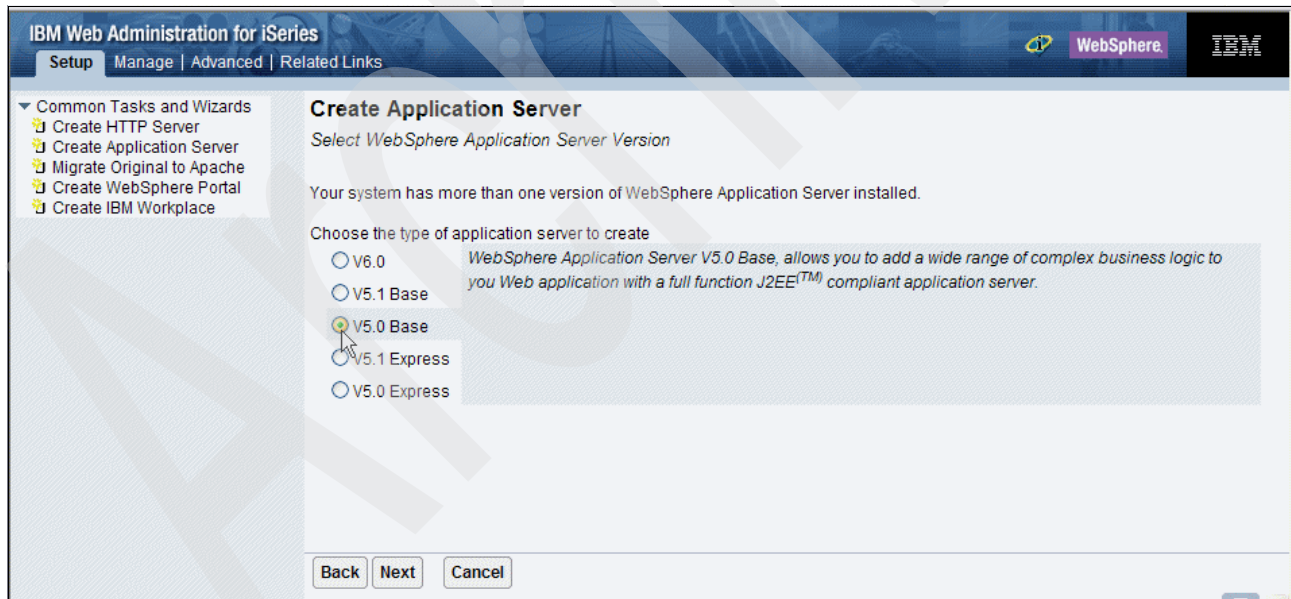 IBM Web Administration for iSeries
Setup Manage | Advanced | Related Links
WebSphere. IBM
Common Tasks and Wizards
Create HTTP Server
Create Application Server
Migrate Original to Apache
Create WebSphere Portal
Create IBM Workplace
Create Application Server
Select WebSphere Application Server Version
Your system has more than one version of WebSphere Application Server installed.
Choose the type of application server to create
V6.0
V5.1 Base
V5.0 Base
V5.1 Express
V5.0 Express
WebSphere Application Server V5.0 Base, allows you to add a wide range of complex business logic to
you Web application with a full function J2EE(TM) compliant application server.
Back Next Cancel